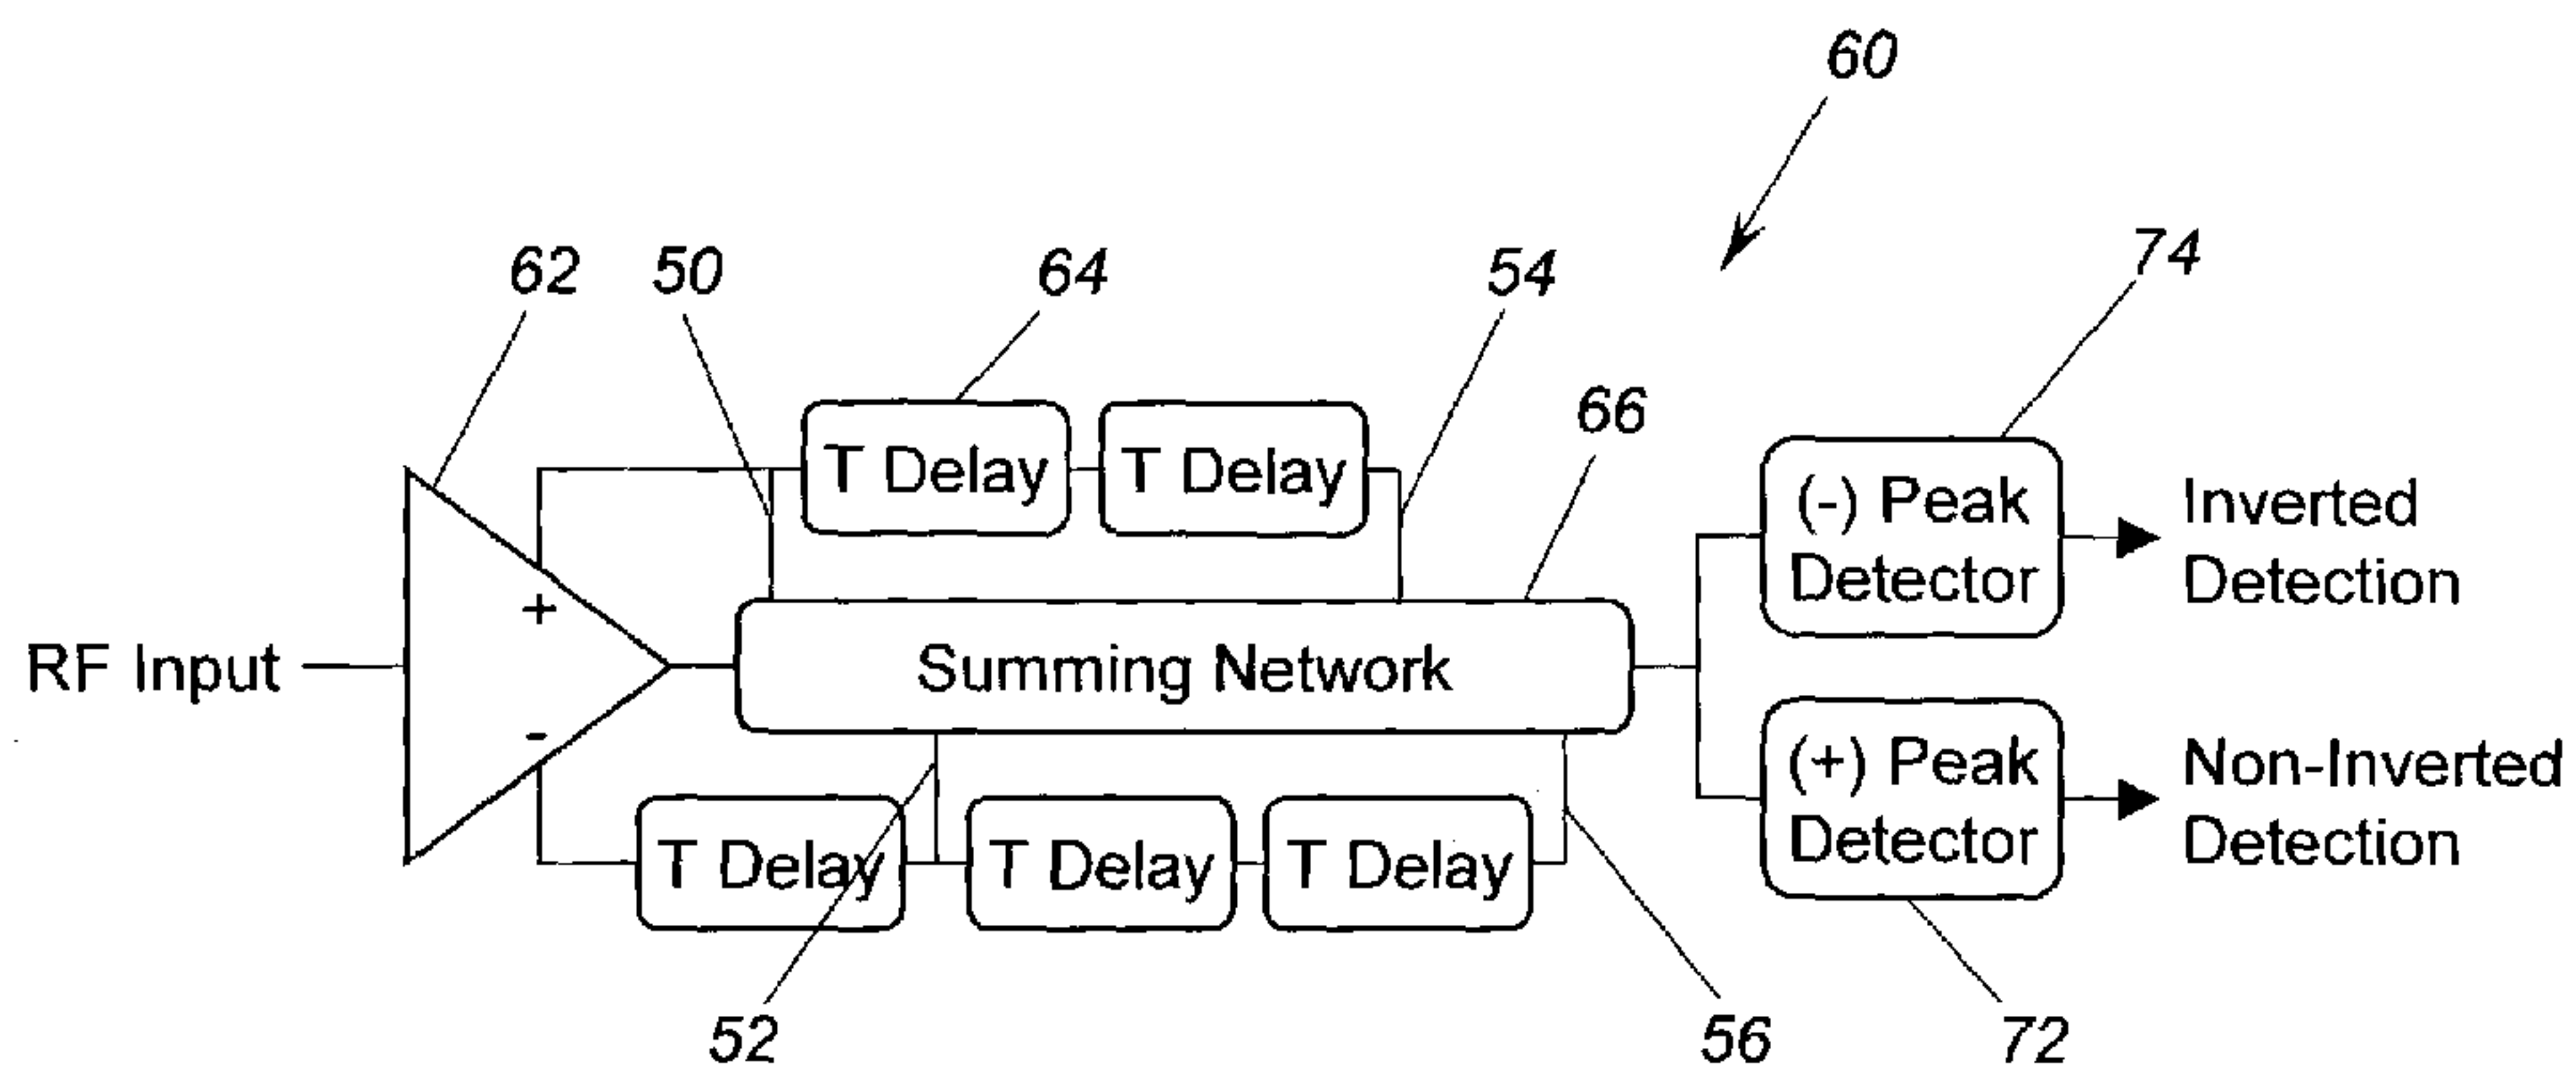 60
62
50
64
54
74
66
T Delay
T Delay
(-) Peak
Detector
Inverted
Detection
+
RF Input
Summing Network
-
(+) Peak
Detector
Non-Inverted
Detection
T Delay
T Delay
T Delay
52
56
72